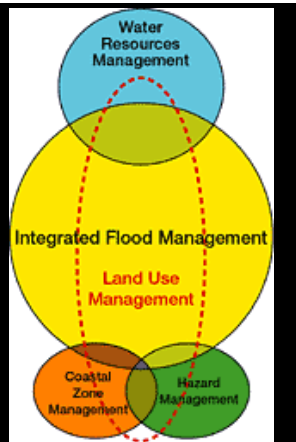 Water
Resources
Management
Integrated Flood Management
Land Use
Management
Coastal
Zone
Management
Hazard
Management